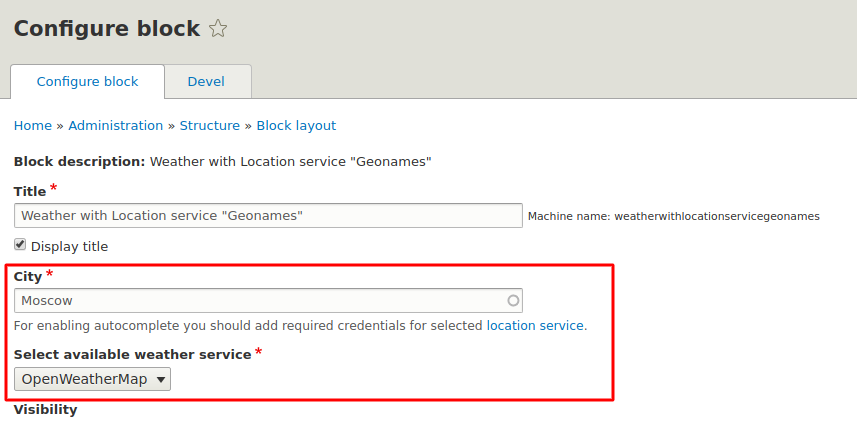 Configure block
Configure block
Devel
Home » Administration » Structure » Block layout
Block description: Weather with Location service "Geonames"
Title *
Weather with Location service "Geonames" Machine name: weatherwithlocationservicegeonames
Display title
City *
Moscow
For enabling autocomplete you should add required credentials for selected location service.
Select available weather service *
OpenWeatherMap
Visibility